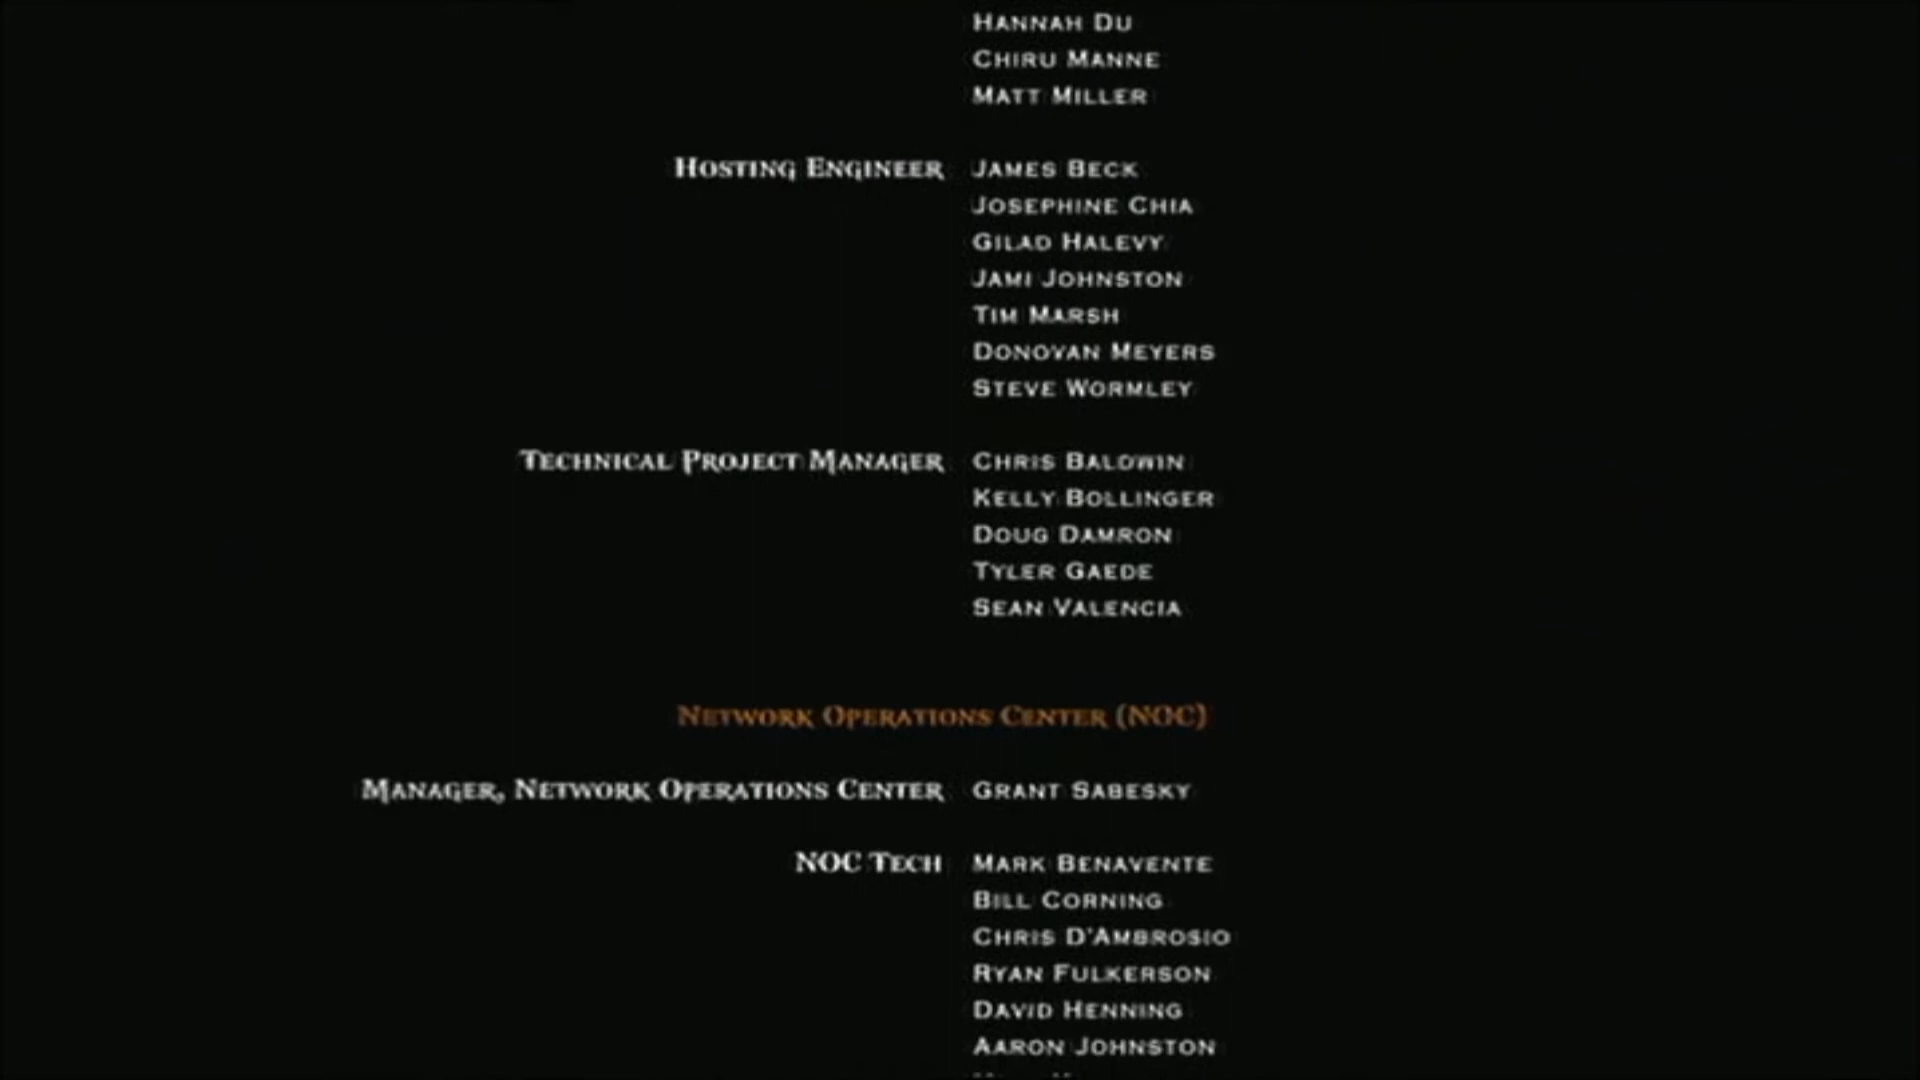 HANNAH DU
CHIRU MANNE
MATT MILLER
HOSTING ENGINEER JAMES BECK
JOSEPHINE CHIA
GILAD HALEVY
JAMI JOHNSTON
TIM MARSH
DONOVAN MEYERS
STEVE WORMLEY
TECHNICAL PROJECT MANAGER CHRIS BALDWIN
KELLY BOLLINGER
DOUG DAMRON
TYLER GAEDE
SEAN VALENCIA
NETWORK OPERATIONS CENTER (NOC)
MANAGER, NETWORK OPERATIONS CENTER GRANT SABESKY
NOC TECH MARK BENAVENTE
BILL CORNING
CHRIS D'AMBROSIO
RYAN FULKERSON
DAVID HENNING
AARON JOHNSTON